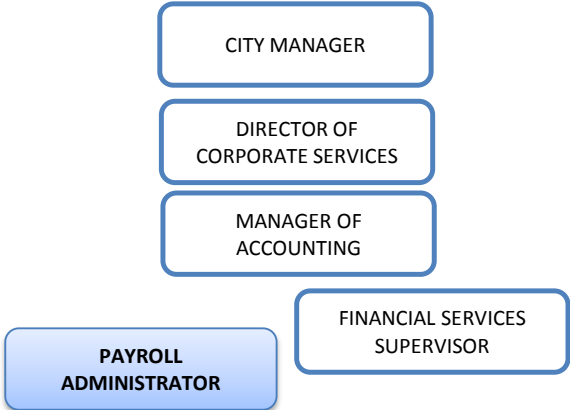 CITY MANAGER
DIRECTOR OF
CORPORATE SERVICES
MANAGER OF
ACCOUNTING
FINANCIAL SERVICES
SUPERVISOR
PAYROLL
ADMINISTRATOR